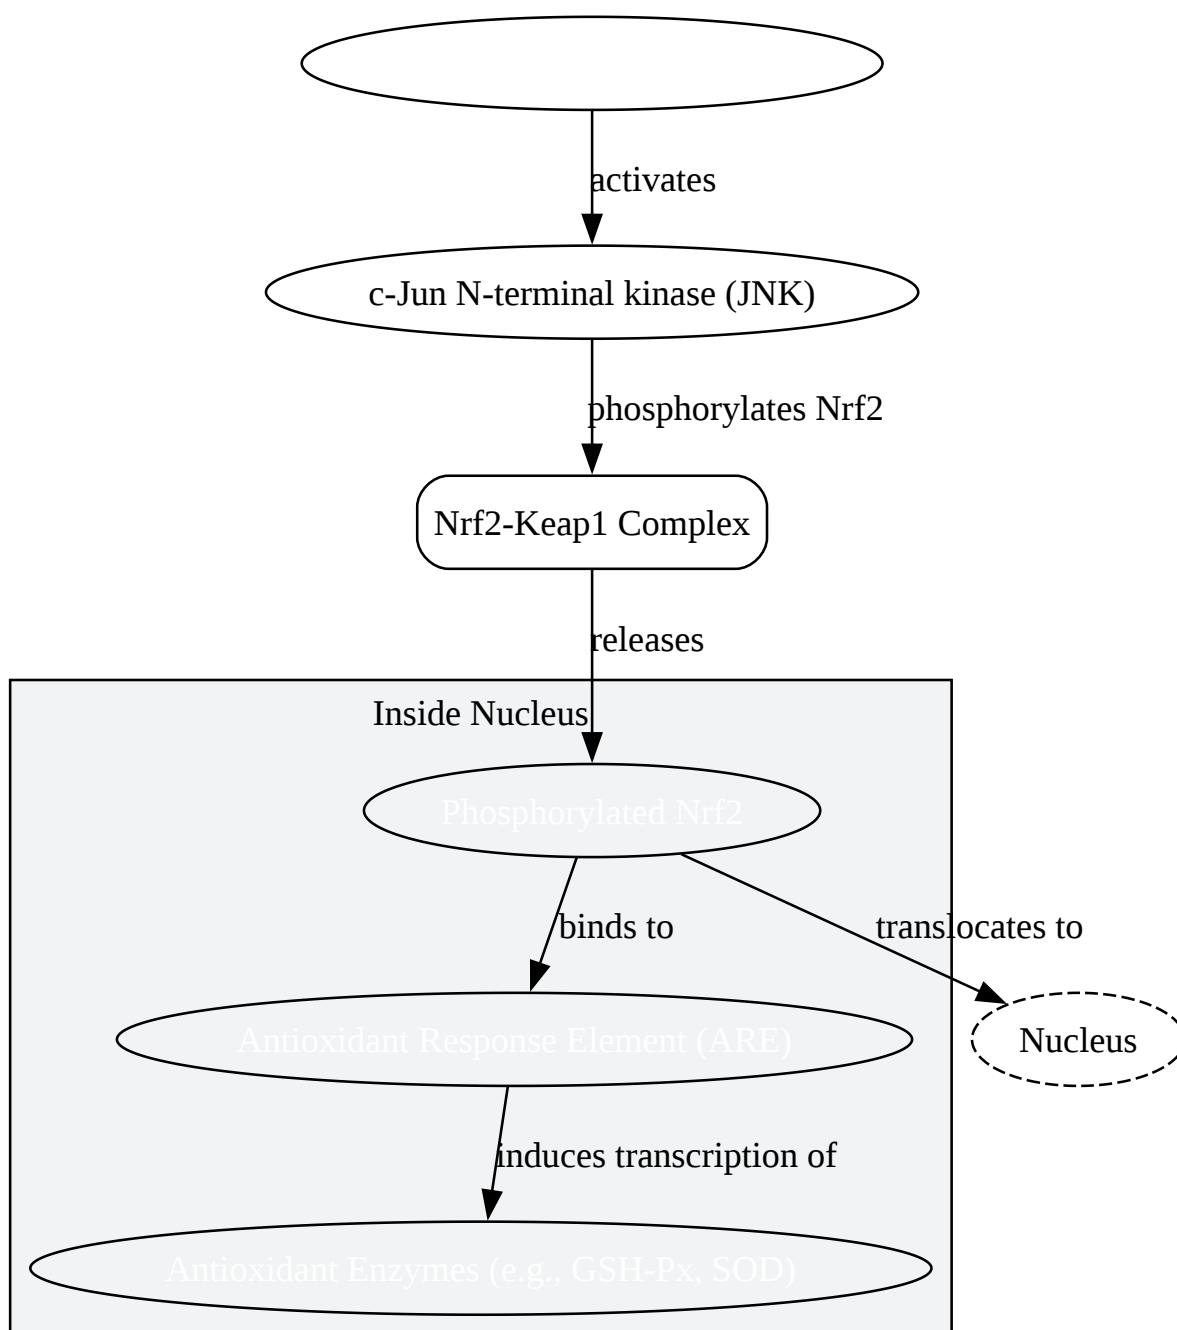 activates
c-Jun N-terminal kinase (JNK)
phosphorylates Nrf2
Nrf2-Keap1 Complex
releases
Inside Nucleus
Phosphorylated Nrf2
binds to
translocates to
Antioxidant Response Element (ARE)
Nucleus
induces transcription of
Antioxidant Enzymes (e.g., GSH-Px, SOD)